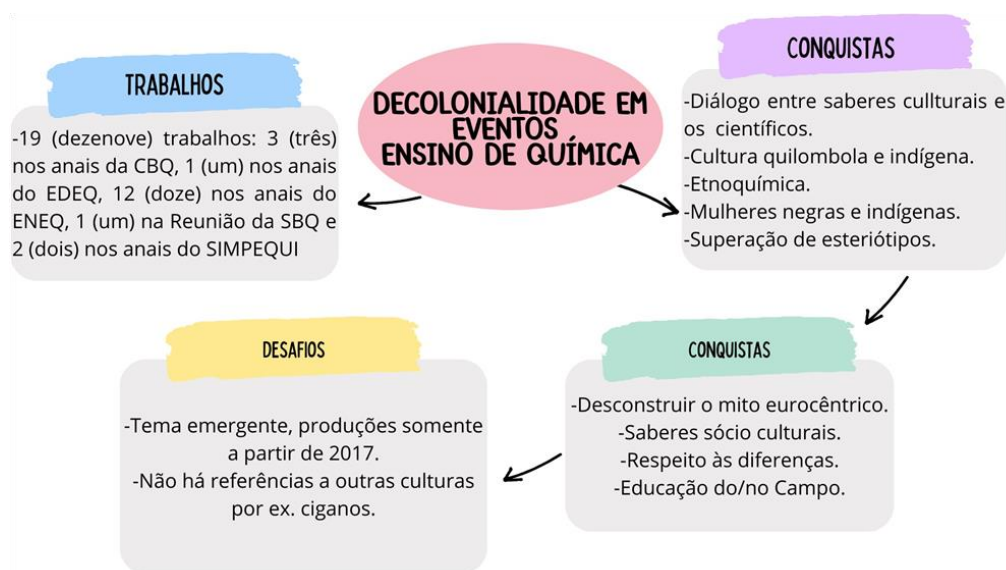 TRABALHOS
-19 (dezenove) trabalhos: 3 (três)
nos anais da CBQ, 1 (um) nos anais
do EDEQ, 12 (doze) nos anais do
ENEQ, 1 (um) na Reunião da SBQ e
2 (dois) nos anais do SIMPEQUI
DECOLONIALIDADE EM
EVENTOS
ENSINO DE QUÍMICA
CONQUISTAS
-Diálogo entre saberes cullturais e
os científicos.
-Cultura quilombola e indígena.
-Etnoquímica.
-Mulheres negras e indígenas.
-Superação de esteriótipos.
CONQUISTAS
-Desconstruir o mito eurocêntrico.
-Saberes sócio culturais.
-Respeito às diferenças.
-Educação do/no Campo.
DESAFIOS
-Tema emergente, produções somente
a partir de 2017.
-Não há referências a outras culturas
por ex. ciganos.